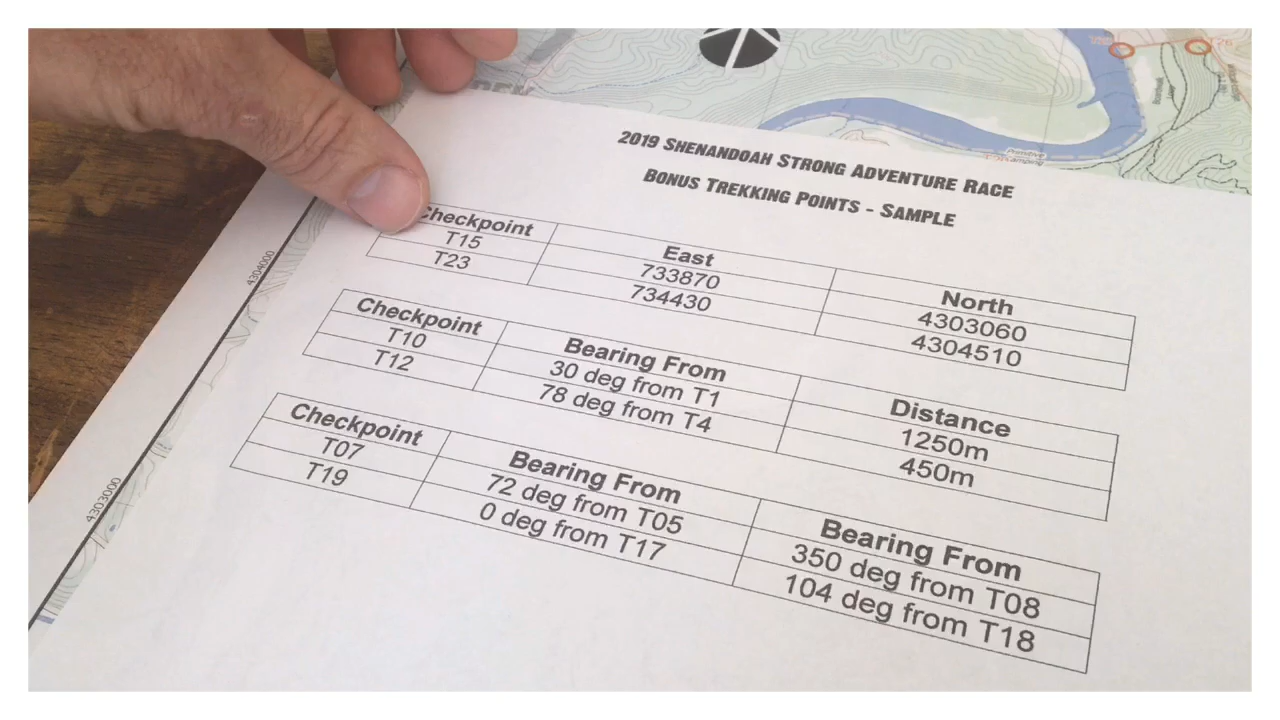 T76
Primitive
Camping
2019 SHENANDOAH STRONG ADVENTURE RACE
BONUS TREKKING POINTS - SAMPLE
Checkpoint East North
T15 733870 4303060
T23 734430 4304510
Checkpoint Bearing From Distance
T10 30 deg from T1 1250m
T12 78 deg from T4 450m
Checkpoint Bearing From Bearing From
T07 72 deg from T05 350 deg from T08
T19 0 deg from T17 104 deg from T18
4304000
4303000